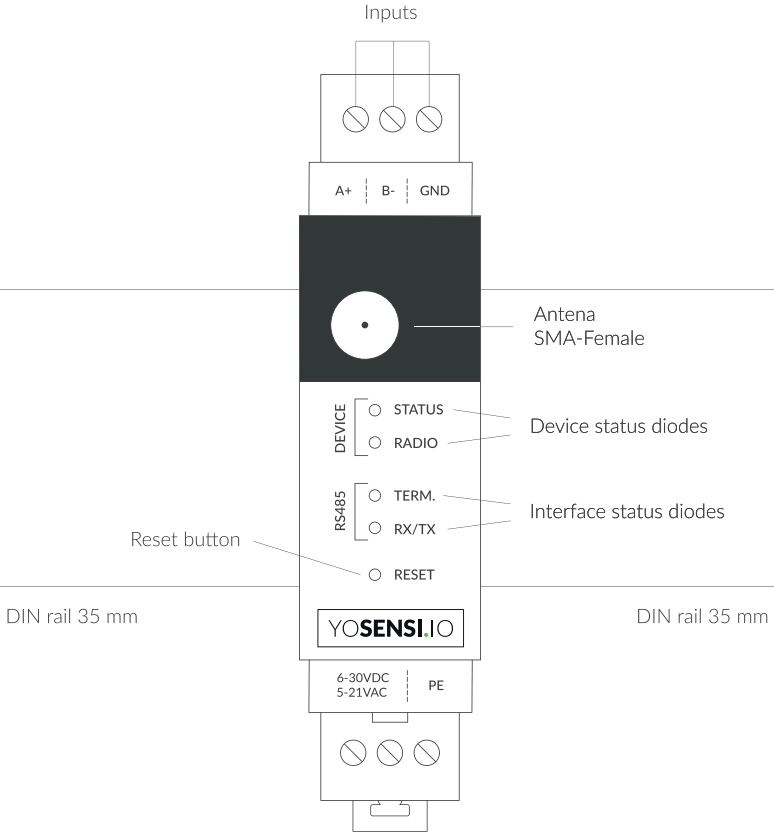 Inputs
A+ B- GND
Antena
SMA-Female
DEVICE
STATUS
RADIO
Device status diodes
RS485
TERM.
RX/TX
Interface status diodes
Reset button
RESET
DIN rail 35 mm
DIN rail 35 mm
YOSENSI.IO
6-30VDC
5-21VAC
PE